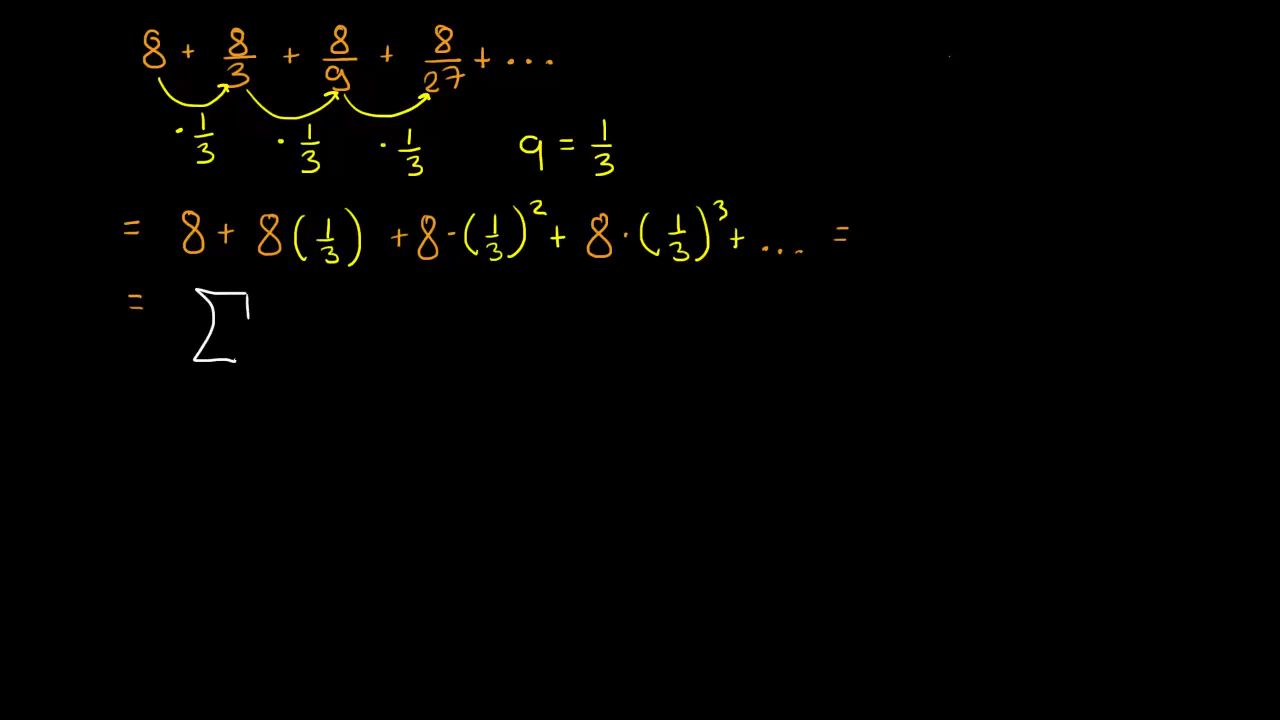 8 + 8/3 + 8/9 + 8/27 + ...
· 1/3 · 1/3 · 1/3 q = 1/3
= 8 + 8(1/3) + 8 · (1/3)² + 8 · (1/3)³ + ... =
= Σ